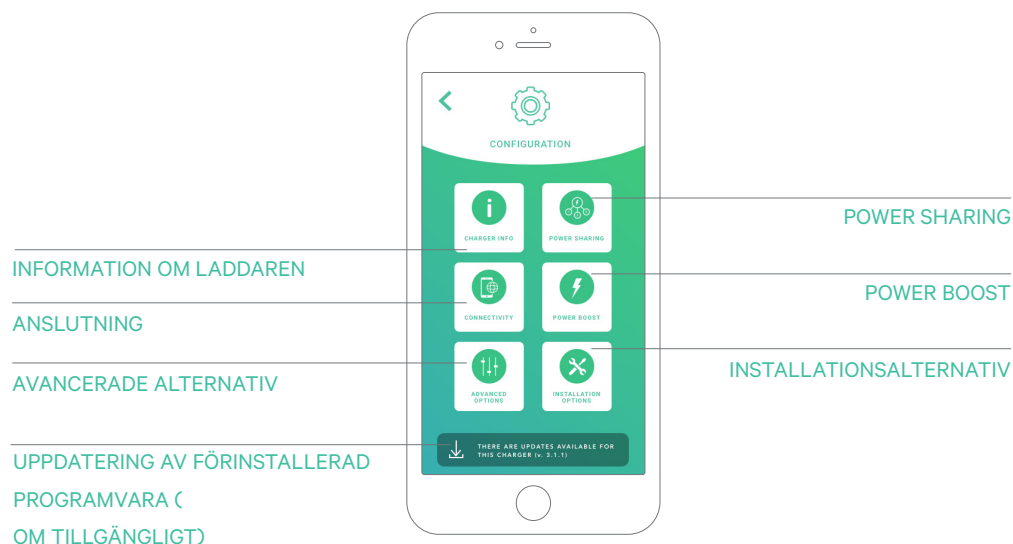 CONFIGURATION
CHARGER INFO
POWER SHARING
CONNECTIVITY
POWER BOOST
ADVANCED
OPTIONS
INSTALLATION
OPTIONS
THERE ARE UPDATES AVAILABLE FOR
THIS CHARGER (v. 3.1.1)
INFORMATION OM LADDAREN
ANSLUTNING
AVANCERADE ALTERNATIV
UPPDATERING AV FÖRINSTALLERAD
PROGRAMVARA (
OM TILLGÄNGLIGT)
POWER SHARING
POWER BOOST
INSTALLATIONSALTERNATIV